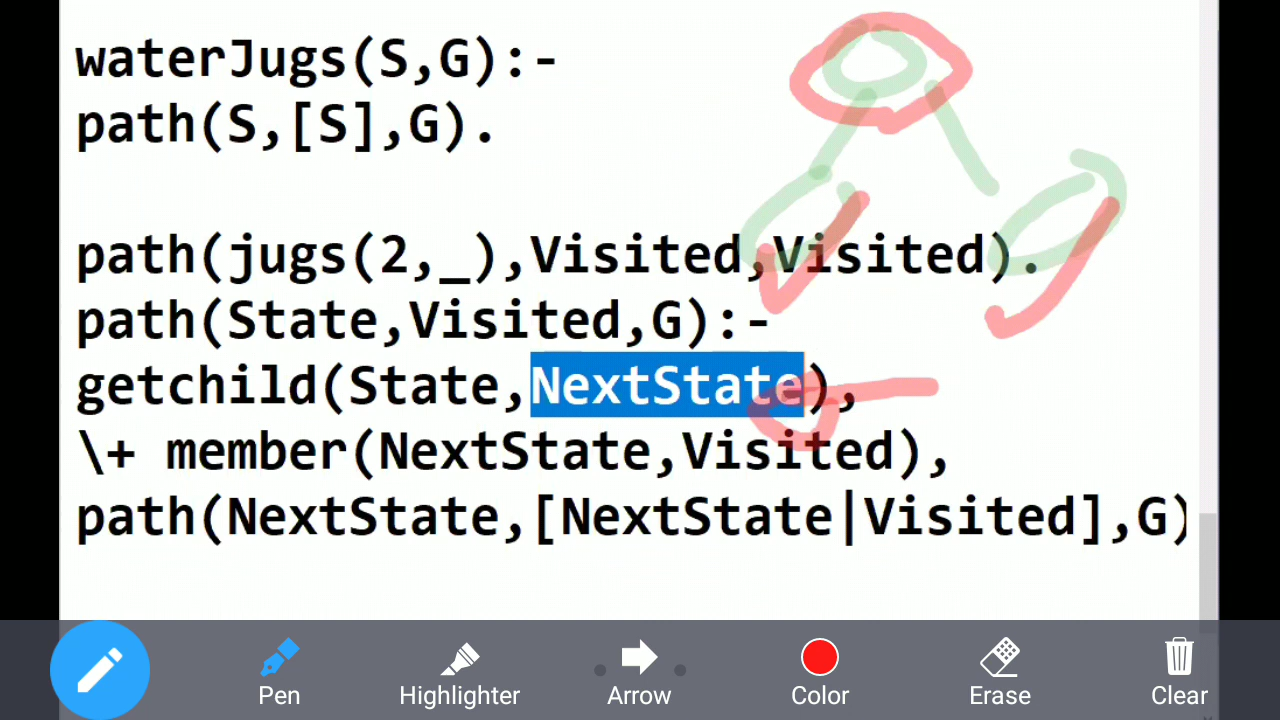 waterJugs(S,G):-
path(S,[S],G).
path(jugs(2,_),Visited,Visited).
path(State,Visited,G):-
getchild(State,NextState),
\+ member(NextState,Visited),
path(NextState,[NextState|Visited],G)
Pen
Highlighter
Arrow
Color
Erase
Clear